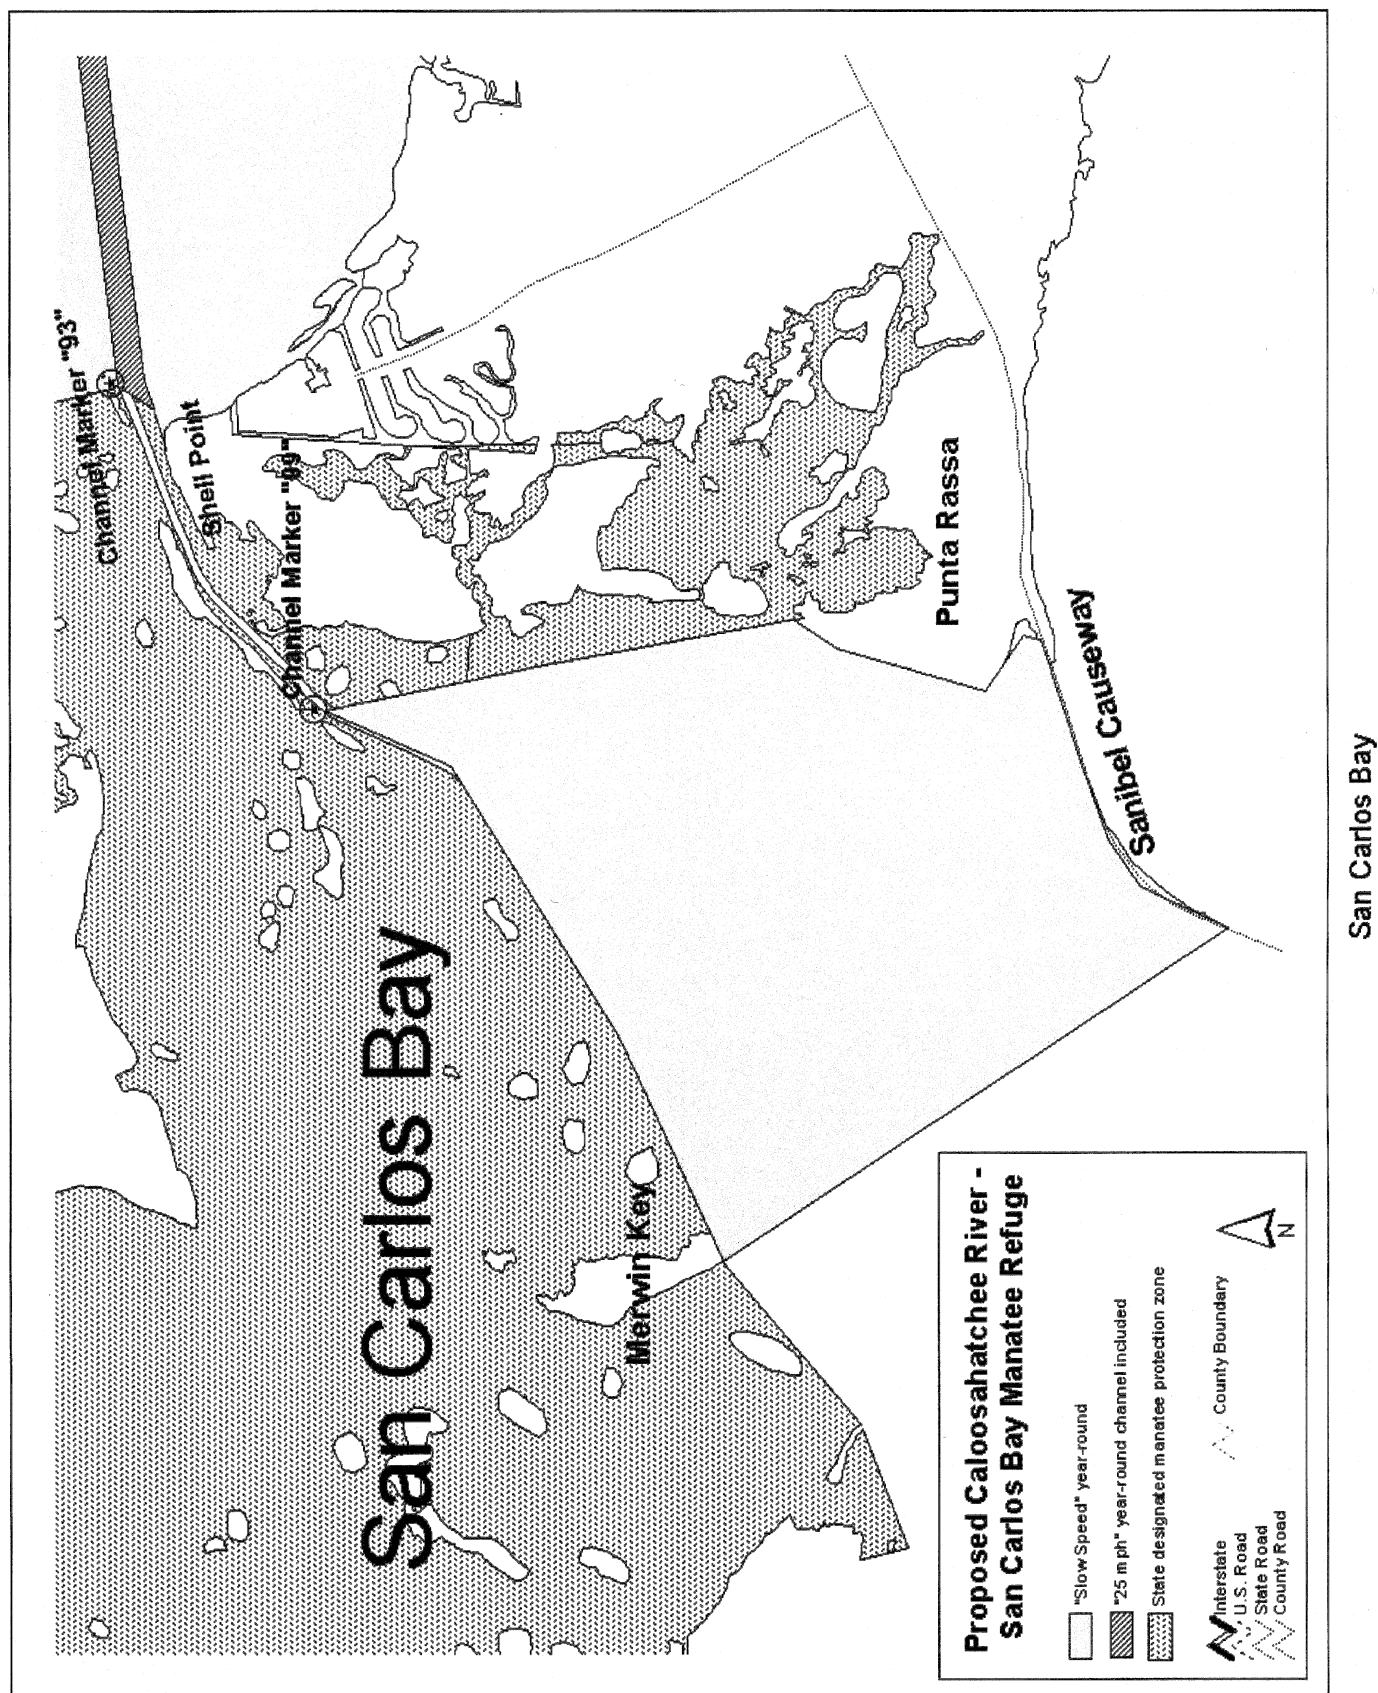 Channel Marker "93"
Shell Point
Channel Marker "99"
San Carlos Bay
Merwin Key
Punta Rassa
Sanibel Causeway
Proposed Caloosahatchee River -
San Carlos Bay Manatee Refuge
"Slow Speed" year-round
"25 mph" year-round channel included
State designated manatee protection zone
Interstate
U.S. Road
State Road
County Road
County Boundary
N
San Carlos Bay